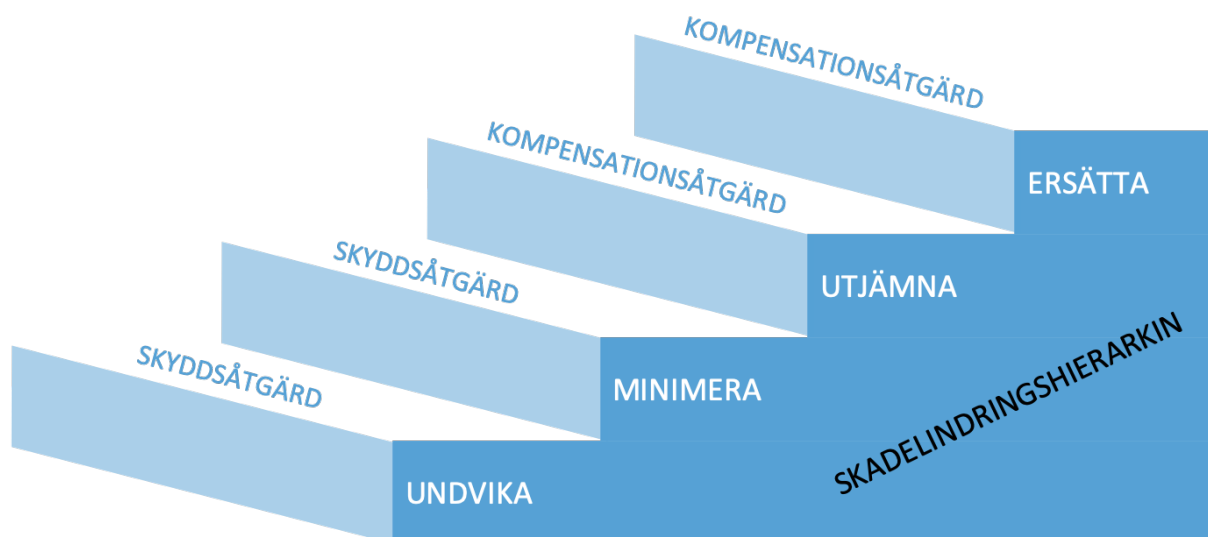 KOMPENSATIONSÅTGÄRD
ERSÄTTA
KOMPENSATIONSÅTGÄRD
UTJÄMNA
SKYDDSÅTGÄRD
MINIMERA
SKYDDSÅTGÄRD
UNDVIKA
SKADELINDRINGSHIERARKIN